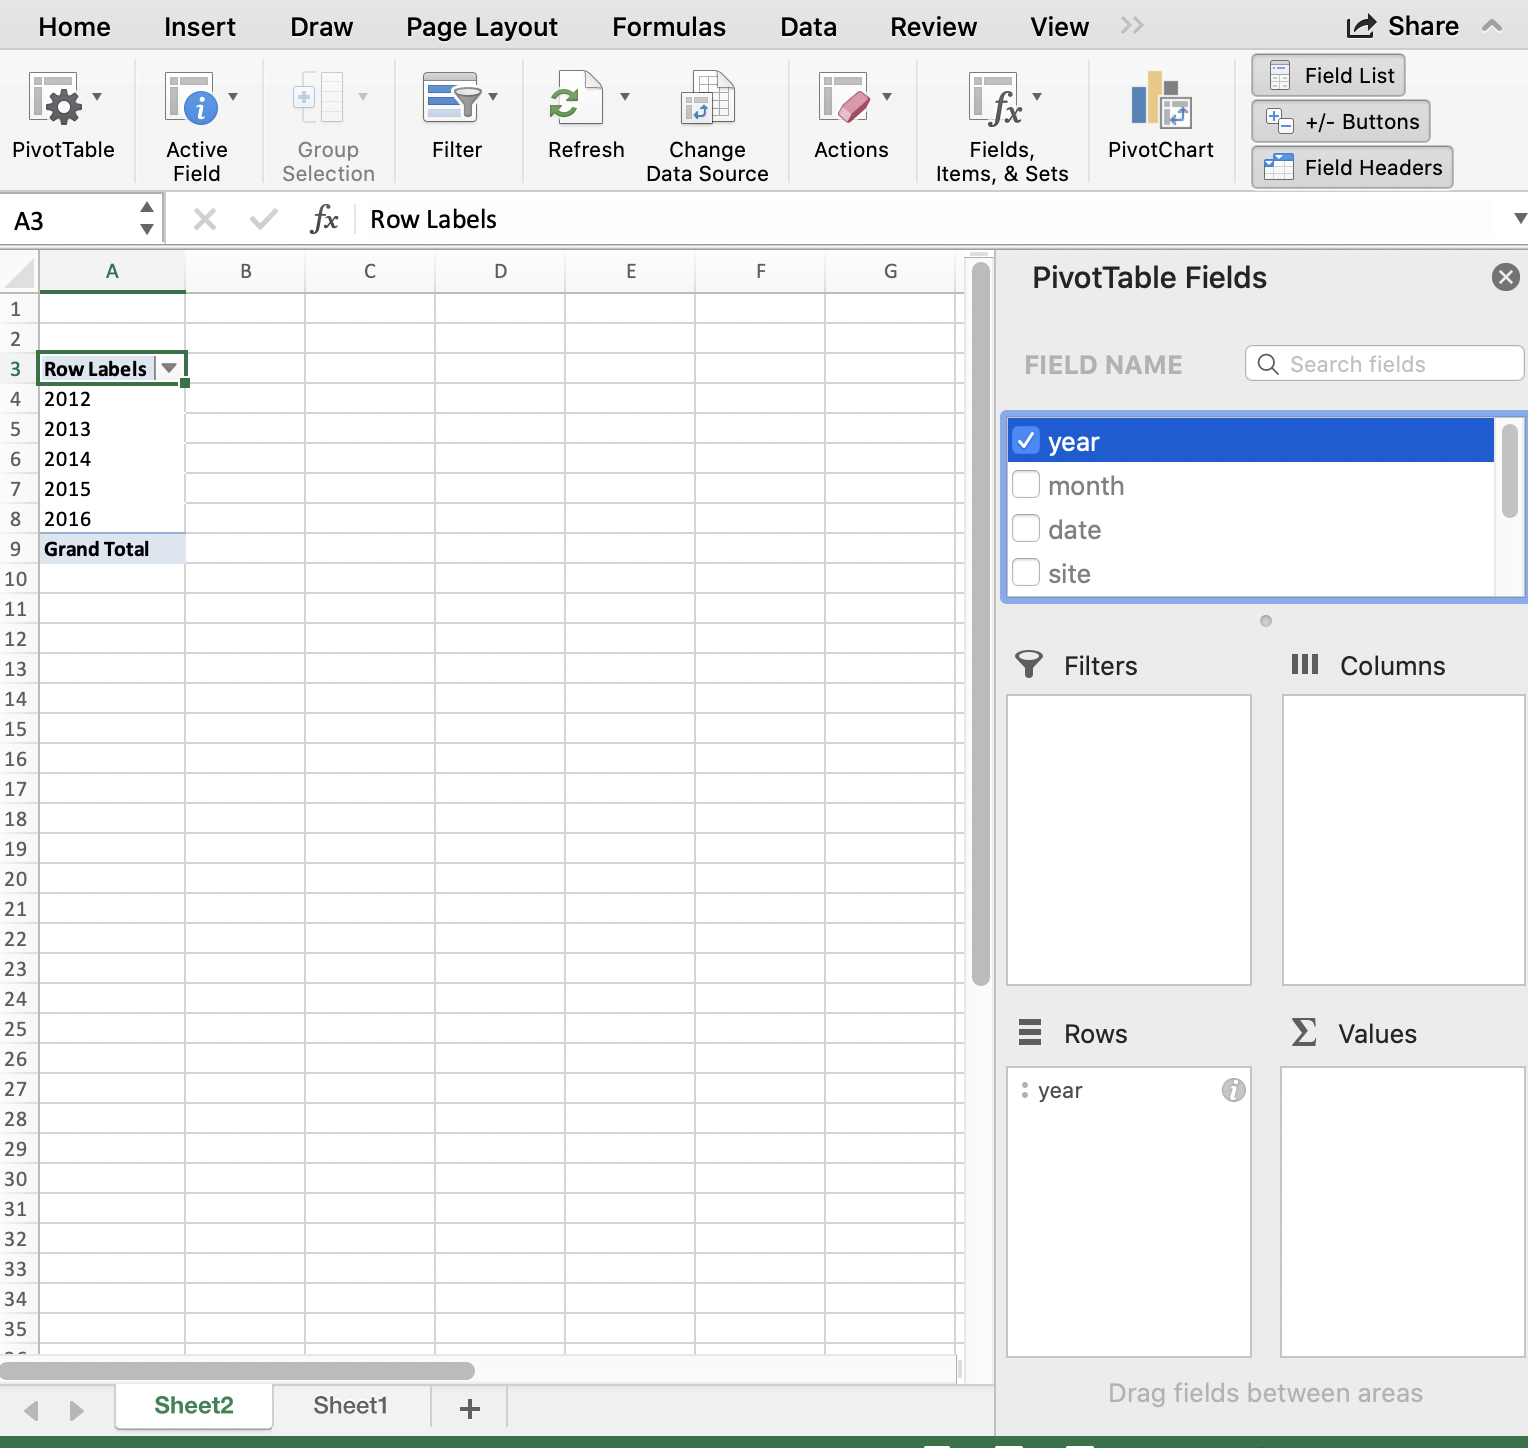 Home Insert Draw Page Layout Formulas Data Review View Share
PivotTable
Active
Field
Group
Selection
Filter
Refresh
Change
Data Source
Actions
Fields,
Items, & Sets
PivotChart
Field List
+/- Buttons
Field Headers
A3 fx Row Labels
A B C D E F G
1
2
3 Row Labels
4 2012
5 2013
6 2014
7 2015
8 2016
9 Grand Total
10
11
12
13
14
15
16
17
18
19
20
21
22
23
24
25
26
27
28
29
30
31
32
33
34
35
PivotTable Fields
FIELD NAME Search fields
year
month
date
site
Filters
Columns
Rows
year
Σ Values
Drag fields between areas
Sheet2 Sheet1 +